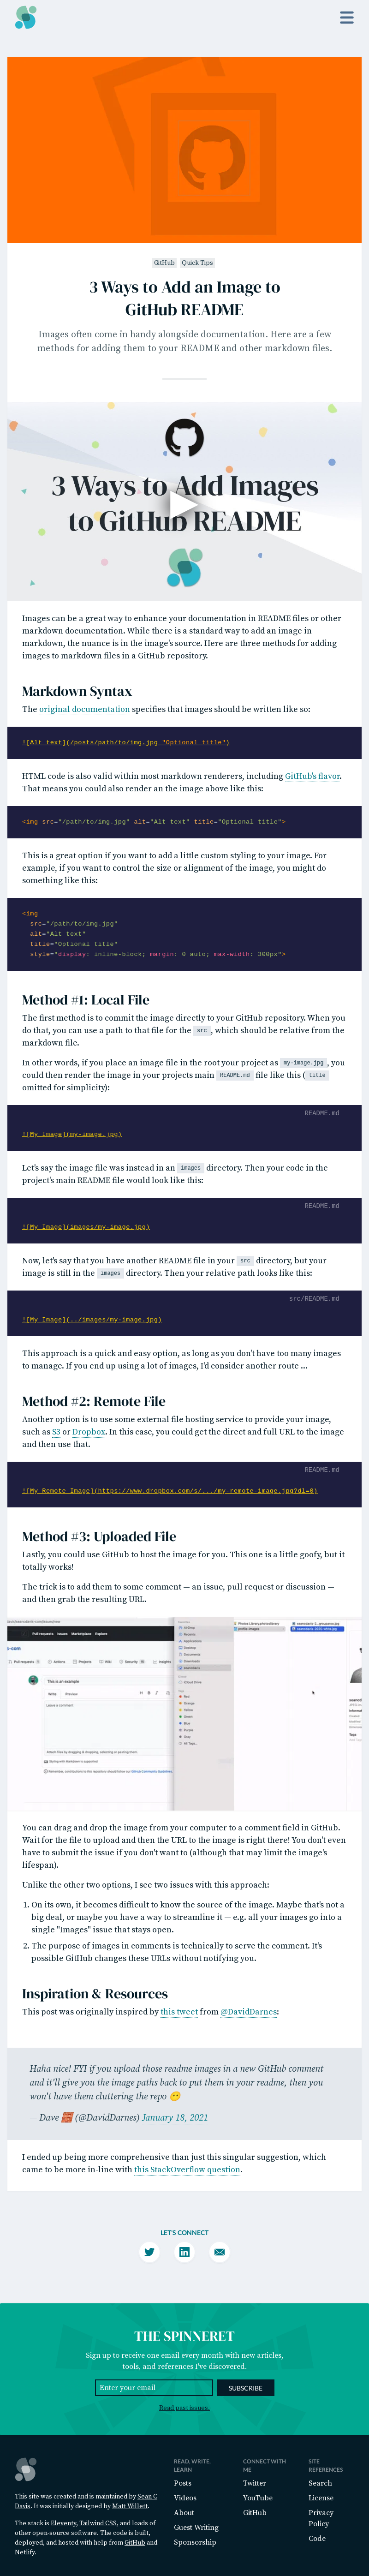 GitHub Quick Tips
3 Ways to Add an Image to
GitHub README
Images often come in handy alongside documentation. Here are a few
methods for adding them to your README and other markdown files.
3 Ways to Add Images
to GitHub README
Images can be a great way to enhance your documentation in README files or other
markdown documentation. While there is a standard way to add an image in
markdown, the nuance is in the image's source. Here are three methods for adding
images to markdown files in a GitHub repository.
Markdown Syntax
The original documentation specifies that images should be written like so:
![Alt text](/posts/path/to/img.jpg "Optional title")
HTML code is also valid within most markdown renderers, including GitHub's flavor.
That means you could also render an the image above like this:
<img src="/path/to/img.jpg" alt="Alt text" title="Optional title">
This is a great option if you want to add a little custom styling to your image. For
example, if you want to control the size or alignment of the image, you might do
something like this:
<img
src="/path/to/img.jpg"
alt="Alt text"
title="Optional title"
style="display: inline-block; margin: 0 auto; max-width: 300px">
Method #1: Local File
The first method is to commit the image directly to your GitHub repository. When you
do that, you can use a path to that file for the src , which should be relative from the
markdown file.
In other words, if you place an image file in the root your project as my-image.jpg , you
could then render the image in your projects main README.md file like this ( title
omitted for simplicity):
README.md
![My Image](my-image.jpg)
Let's say the image file was instead in an images directory. Then your code in the
project's main README file would look like this:
README.md
![My Image](images/my-image.jpg)
Now, let's say that you have another README file in your src directory, but your
image is still in the images directory. Then your relative path looks like this:
src/README.md
![My Image](../images/my-image.jpg)
This approach is a quick and easy option, as long as you don't have too many images
to manage. If you end up using a lot of images, I'd consider another route ...
Method #2: Remote File
Another option is to use some external file hosting service to provide your image,
such as S3 or Dropbox. In this case, you could get the direct and full URL to the image
and then use that.
README.md
![My Remote Image](https://www.dropbox.com/s/.../my-remote-image.jpg?dl=0)
Method #3: Uploaded File
Lastly, you could use GitHub to host the image for you. This one is a little goofy, but it
totally works!
The trick is to add them to some comment — an issue, pull request or discussion —
and then grab the resulting URL.
Pull requests Issues Marketplace Explore
s-com
Pull requests Actions Projects Wiki Security Insights
Write Preview
Leave a comment
You can drag and drop the image from your computer to a comment field in GitHub.
Wait for the file to upload and then the URL to the image is right there! You don't even
have to submit the issue if you don't want to (although that may limit the image's
lifespan).
Unlike the other two options, I see two issues with this approach:
1. On its own, it becomes difficult to know the source of the image. Maybe that's not a
big deal, or maybe you have a way to streamline it — e.g. all your images go into a
single "Images" issue that stays open.
2. The purpose of images in comments is technically to serve the comment. It's
possible GitHub changes these URLs without notifying you.
Inspiration & Resources
This post was originally inspired by this tweet from @DavidDarnes:
Haha nice! FYI if you upload those readme images in a new GitHub comment
and it'll give you the image paths back to put them in your readme, then you
won't have them cluttering the repo 😶
— Dave 🧱 (@DavidDarnes) January 18, 2021
I ended up being more comprehensive than just this singular suggestion, which
came to be more in-line with this StackOverflow question.
LET'S CONNECT
THE SPINNERET
Sign up to receive one email every month with new articles,
tools, and references I've discovered.
Enter your email SUBSCRIBE
Read past issues.
This site was created and is maintained by Sean C
Davis. It was initially designed by Matt Willett.
The stack is Eleventy, Tailwind CSS, and loads of
other open-source software. The code is built,
deployed, and hosted with help from GitHub and
Netlify.
READ, WRITE,
LEARN
Posts
Videos
About
Guest Writing
Sponsorship
CONNECT WITH
ME
Twitter
YouTube
GitHub
SITE
REFERENCES
Search
License
Privacy
Policy
Code